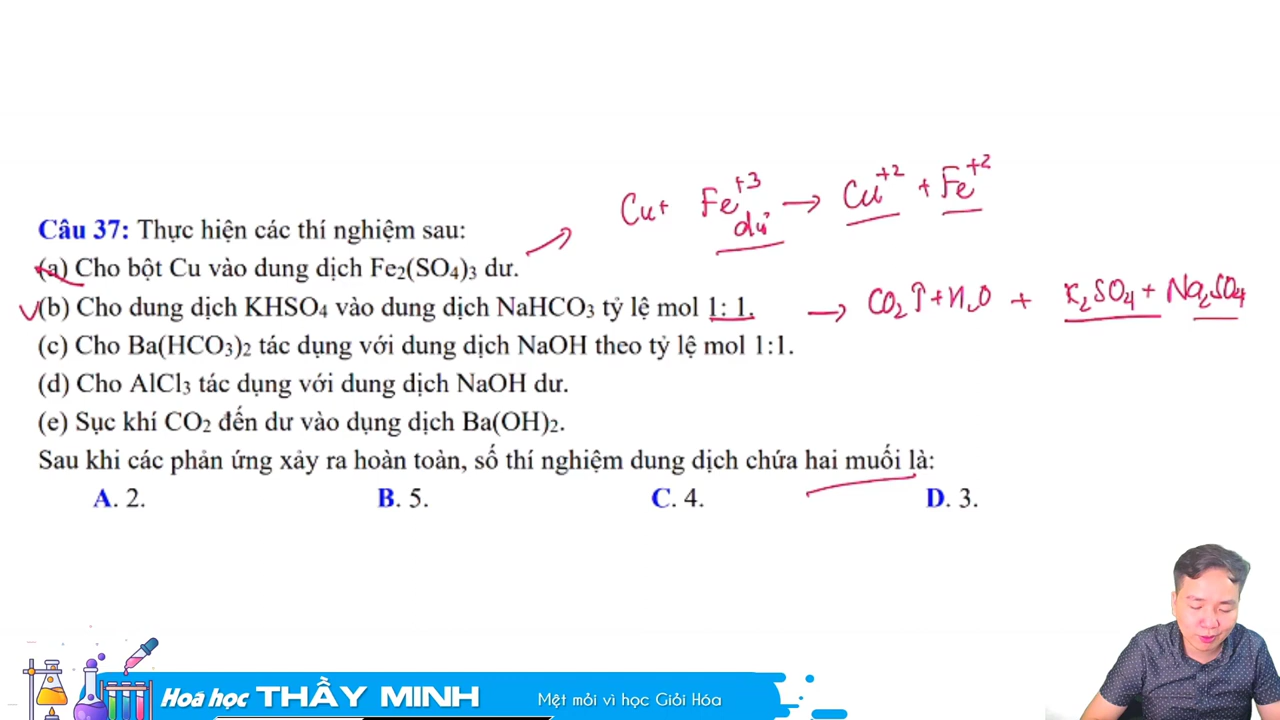 Cu + Fe⁺³ dư → Cu⁺² + Fe⁺²
Câu 37: Thực hiện các thí nghiệm sau:
(a) Cho bột Cu vào dung dịch Fe₂(SO₄)₃ dư.
(b) Cho dung dịch KHSO₄ vào dung dịch NaHCO₃ tỷ lệ mol 1: 1. → CO₂↑ + H₂O + K₂SO₄ + Na₂SO₄
(c) Cho Ba(HCO₃)₂ tác dụng với dung dịch NaOH theo tỷ lệ mol 1:1.
(d) Cho AlCl₃ tác dụng với dung dịch NaOH dư.
(e) Sục khí CO₂ đến dư vào dụng dịch Ba(OH)₂.
Sau khi các phản ứng xảy ra hoàn toàn, số thí nghiệm dung dịch chứa hai muối là:
A. 2. B. 5. C. 4. D. 3.
Hoá học THẦY MINH Mệt mỏi vì học Giỏi Hóa